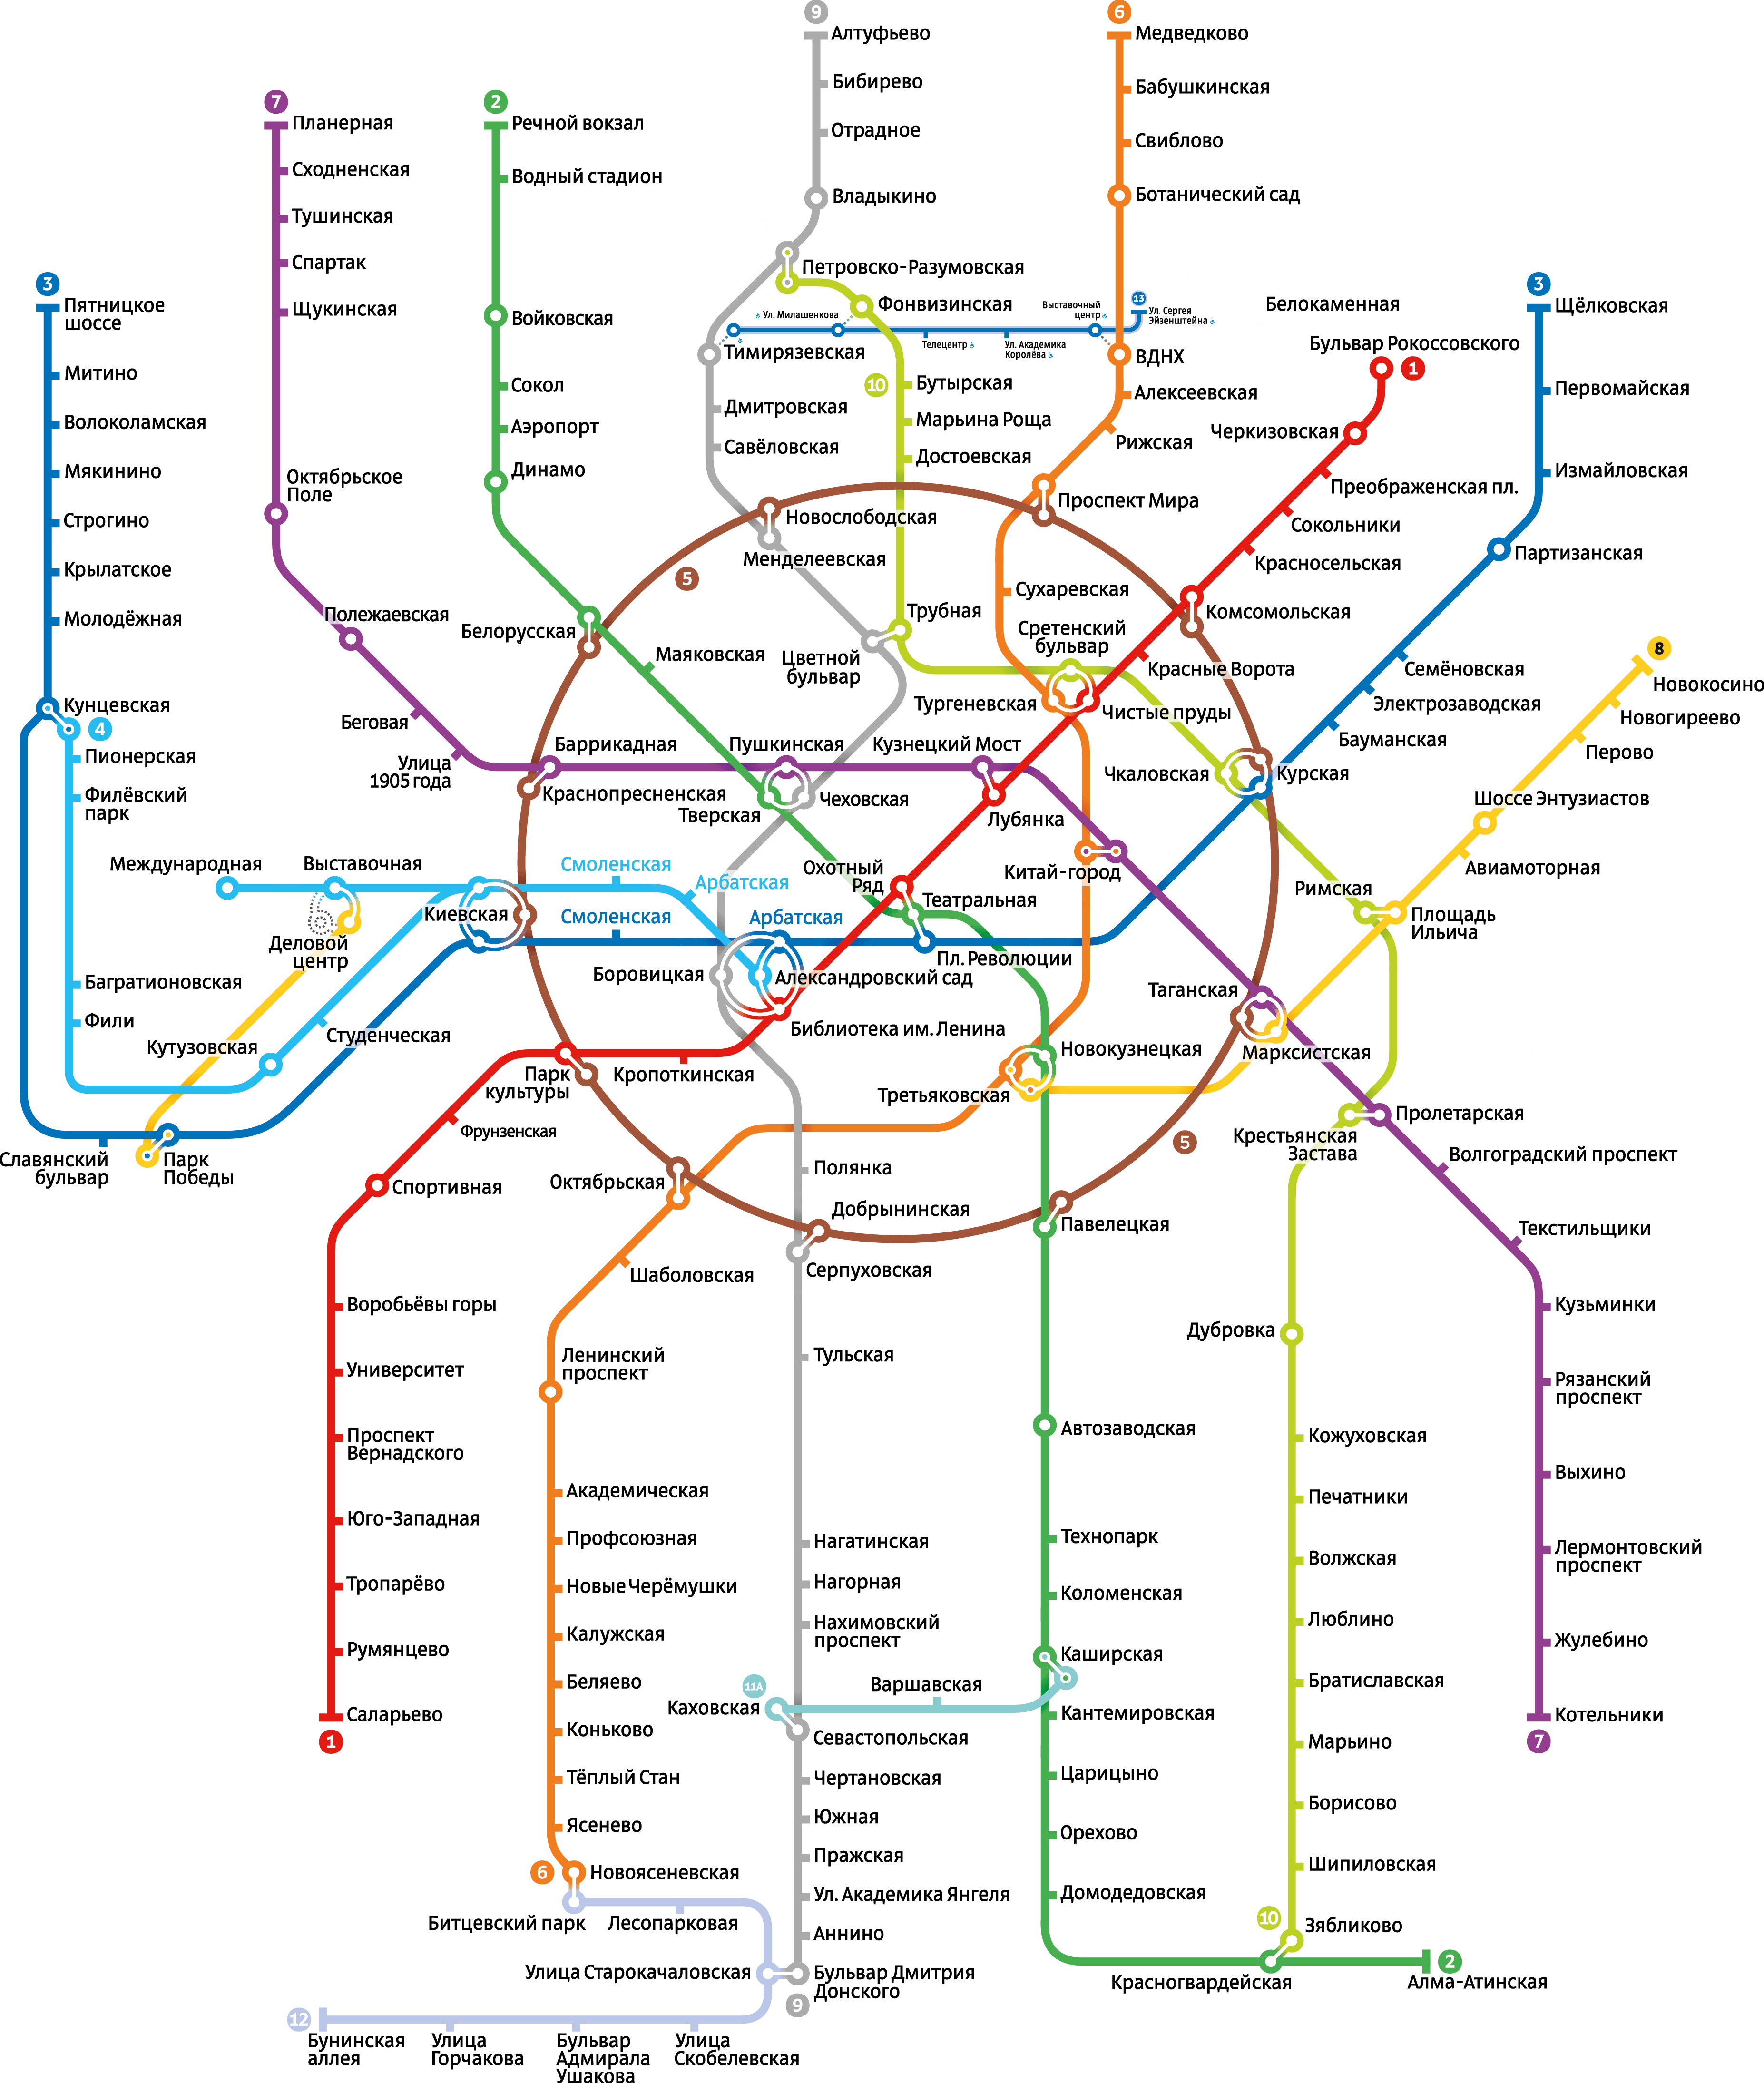 9
Алтуфьево
Бибирево
Отрадное
Владыкино
Петровско-Разумовская
Тимирязевская
Дмитровская
Савёловская
Менделеевская
Цветной
бульвар
Чеховская
Боровицкая
Полянка
Серпуховская
Тульская
Нагатинская
Нагорная
Нахимовский
проспект
Севастопольская
Чертановская
Южная
Пражская
Ул. Академика Янгеля
Аннино
Бульвар Дмитрия
Донского
9
6
Медведково
Бабушкинская
Свиблово
Ботанический сад
ВДНХ
Алексеевская
Рижская
Проспект Мира
Сухаревская
Тургеневская
Китай-город
Третьяковская
Октябрьская
Шаболовская
Ленинский
проспект
Академическая
Профсоюзная
Новые Черёмушки
Калужская
Беляево
Коньково
Тёплый Стан
Ясенево
6
Новоясеневская
7
Планерная
Сходненская
Тушинская
Спартак
Щукинская
Октябрьское
Поле
Полежаевская
Беговая
Улица
1905 года
Баррикадная
Пушкинская
Кузнецкий Мост
Таганская
Пролетарская
Волгоградский проспект
Текстильщики
Кузьминки
Рязанский
проспект
Выхино
Лермонтовский
проспект
Жулебино
Котельники
7
2
Речной вокзал
Водный стадион
Войковская
Сокол
Аэропорт
Динамо
Белорусская
Маяковская
Тверская
Театральная
Новокузнецкая
Павелецкая
Автозаводская
Технопарк
Коломенская
Каширская
Кантемировская
Царицыно
Орехово
Домодедовская
Красногвардейская
Алма-Атинская
2
3
Пятницкое
шоссе
Митино
Волоколамская
Мякинино
Строгино
Крылатское
Молодёжная
Кунцевская
Славянский
бульвар
Парк
Победы
Киевская
Смоленская
Арбатская
Пл. Революции
Курская
Бауманская
Электрозаводская
Семёновская
Партизанская
Измайловская
Первомайская
Щёлковская
3
4
Пионерская
Филёвский
парк
Багратионовская
Фили
Кутузовская
Студенческая
Международная
Выставочная
Смоленская
Арбатская
Александровский сад
Деловой
центр
Белокаменная
Бульвар Рокоссовского
1
Черкизовская
Преображенская пл.
Сокольники
Красносельская
Комсомольская
Красные Ворота
Чистые пруды
Лубянка
Охотный
Ряд
Библиотека им. Ленина
Кропоткинская
Парк
культуры
Фрунзенская
Спортивная
Воробьёвы горы
Университет
Проспект
Вернадского
Юго-Западная
Тропарёво
Румянцево
Саларьево
1
5
Новослободская
Краснопресненская
Добрынинская
5
13
Ул. Милашенкова
Телецентр
Ул. Академика
Королёва
Выставочный
центр
Ул. Сергея
Эйзенштейна
Фонвизинская
10
Бутырская
Марьина Роща
Достоевская
Трубная
Сретенский
бульвар
Чкаловская
Римская
Крестьянская
Застава
Дубровка
Кожуховская
Печатники
Волжская
Люблино
Братиславская
Марьино
Борисово
Шипиловская
10
Зябликово
8
Новокосино
Новогиреево
Перово
Шоссе Энтузиастов
Авиамоторная
Площадь
Ильича
Марксистская
11А
Каховская
Варшавская
Битцевский парк
Лесопарковая
Улица Старокачаловская
12
Бунинская
аллея
Улица
Горчакова
Бульвар
Адмирала
Ушакова
Улица
Скобелевская